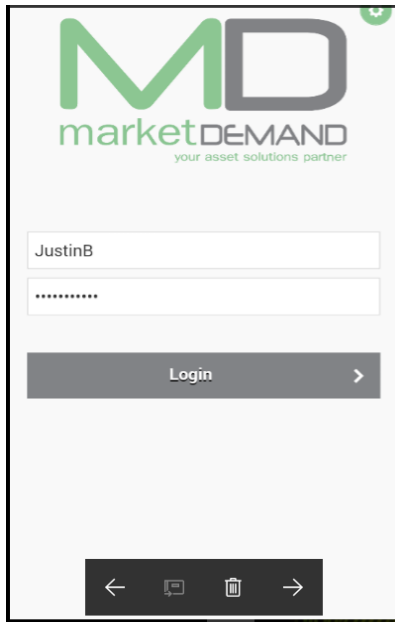 MD
marketDEMAND
your asset solutions partner
JustinB
•••••••••••
Login